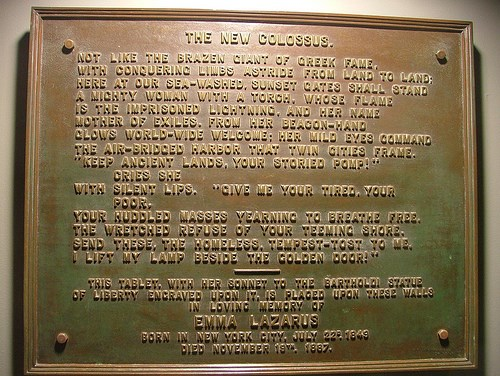 THE NEW COLOSSUS.
NOT LIKE THE BRAZEN GIANT OF GREEK FAME,
WITH CONQUERING LIMBS ASTRIDE FROM LAND TO LAND;
HERE AT OUR SEA-WASHED, SUNSET GATES SHALL STAND
A MIGHTY WOMAN WITH A TORCH, WHOSE FLAME
IS THE IMPRISONED LIGHTNING, AND HER NAME
MOTHER OF EXILES. FROM HER BEACON-HAND
GLOWS WORLD-WIDE WELCOME; HER MILD EYES COMMAND
THE AIR-BRIDGED HARBOR THAT TWIN CITIES FRAME.
"KEEP ANCIENT LANDS, YOUR STORIED POMP!"
CRIES SHE
WITH SILENT LIPS. "GIVE ME YOUR TIRED, YOUR
POOR,
YOUR HUDDLED MASSES YEARNING TO BREATHE FREE,
THE WRETCHED REFUSE OF YOUR TEEMING SHORE.
SEND THESE, THE HOMELESS, TEMPEST-TOST TO ME,
I LIFT MY LAMP BESIDE THE GOLDEN DOOR!"
THIS TABLET, WITH HER SONNET TO THE BARTHOLDI STATUE
OF LIBERTY ENGRAVED UPON IT, IS PLACED UPON THESE WALLS
IN LOVING MEMORY OF
EMMA LAZARUS
BORN IN NEW YORK CITY, JULY 22D, 1849
DIED NOVEMBER 19TH, 1887.